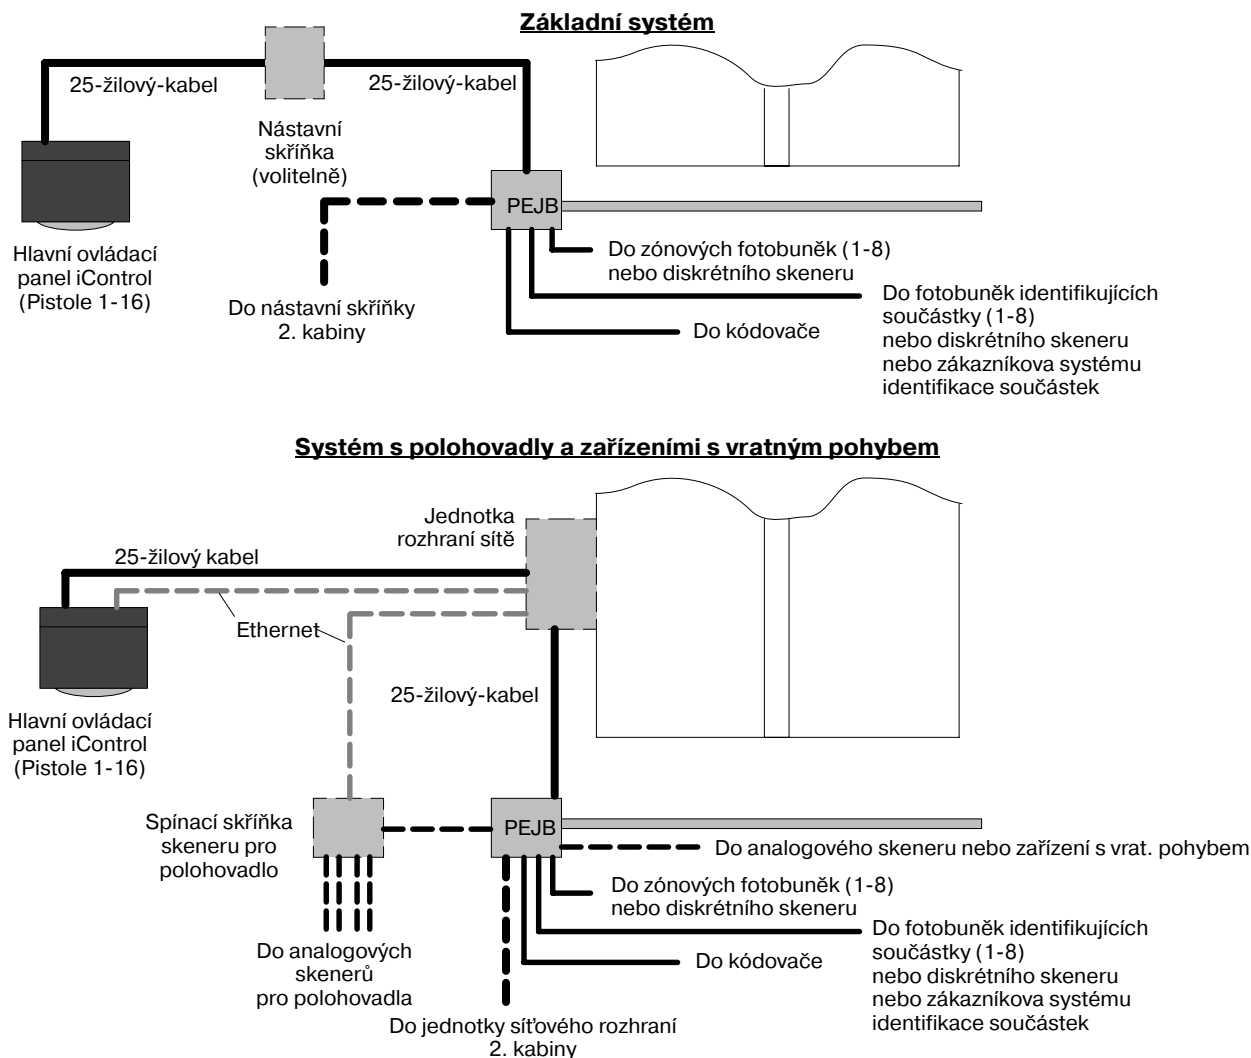 Základní systém
25-žilový-kabel
25-žilový-kabel
Nástavní
skříňka
(volitelně)
PEJB
Hlavní ovládací
panel iControl
(Pistole 1-16)
Do nástavní skříňky
2. kabiny
Do zónových fotobuněk (1-8)
nebo diskrétního skeneru
Do kódovače
Do fotobuněk identifikujících
součástky (1-8)
nebo diskrétního skeneru
nebo zákazníkova systému
identifikace součástek
Systém s polohovadly a zařízeními s vratným pohybem
Jednotka
rozhraní sítě
25-žilový kabel
Ethernet
25-žilový-kabel
Hlavní ovládací
panel iControl
(Pistole 1-16)
Spínací skříňka
skeneru pro
polohovadlo
PEJB
Do analogového skeneru nebo zařízení s vrat. pohybem
Do zónových fotobuněk (1-8)
nebo diskrétního skeneru
Do fotobuněk identifikujících
součástky (1-8)
nebo diskrétního skeneru
nebo zákazníkova systému
identifikace součástek
Do kódovače
Do analogových
skenerů
pro polohovadla
Do jednotky síťového rozhraní
2. kabiny